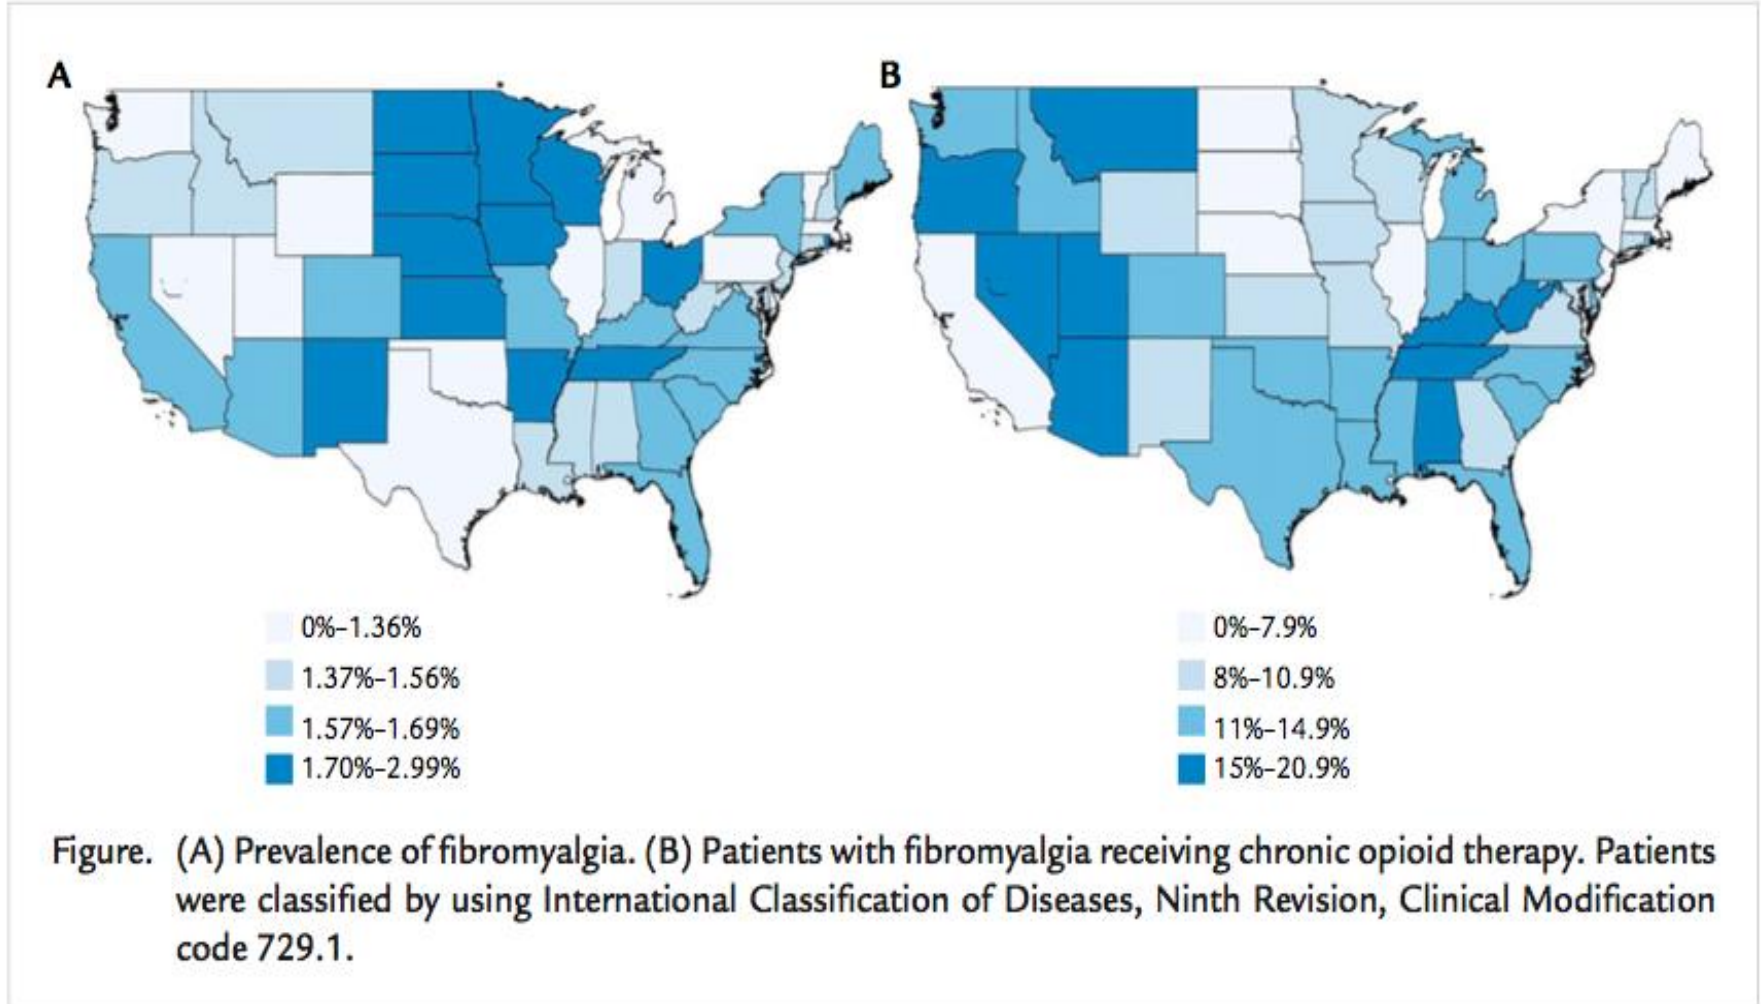 A
B
0%–1.36%
1.37%–1.56%
1.57%–1.69%
1.70%–2.99%
0%–7.9%
8%–10.9%
11%–14.9%
15%–20.9%
Figure. (A) Prevalence of fibromyalgia. (B) Patients with fibromyalgia receiving chronic opioid therapy. Patients
were classified by using International Classification of Diseases, Ninth Revision, Clinical Modification
code 729.1.